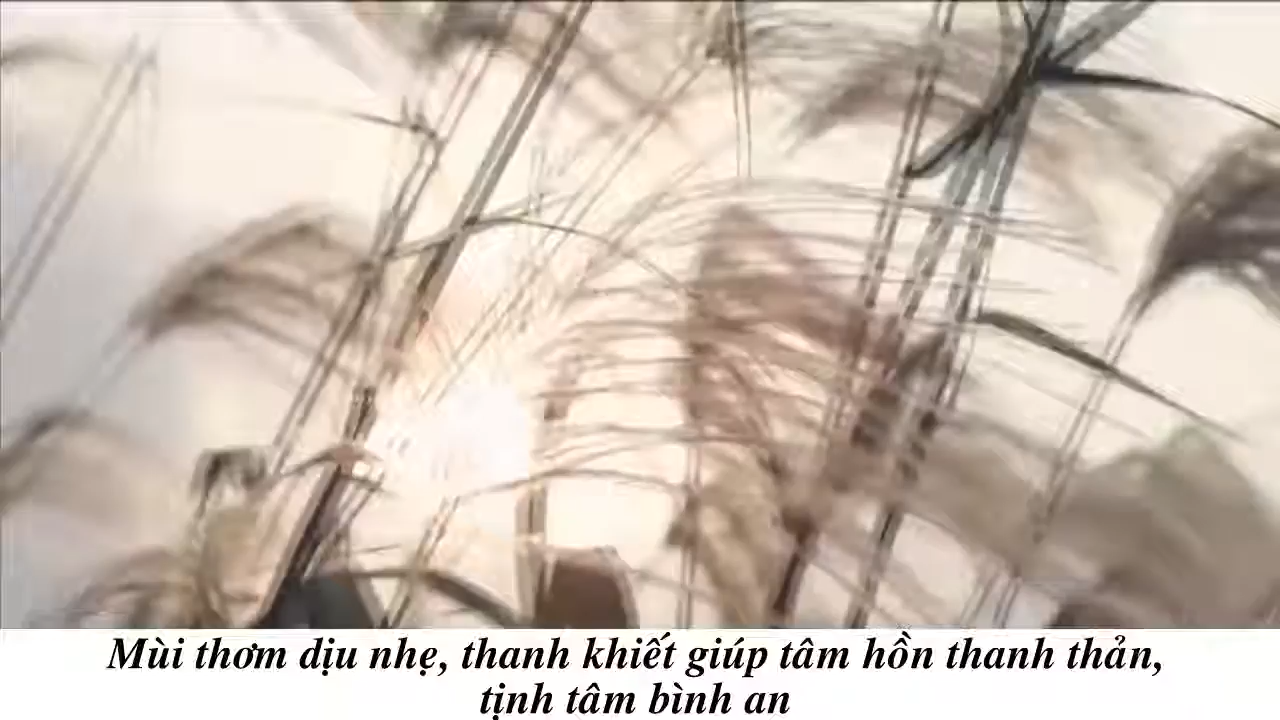 Mùi thơm dịu nhẹ, thanh khiết giúp tâm hồn thanh thản,
tịnh tâm bình an